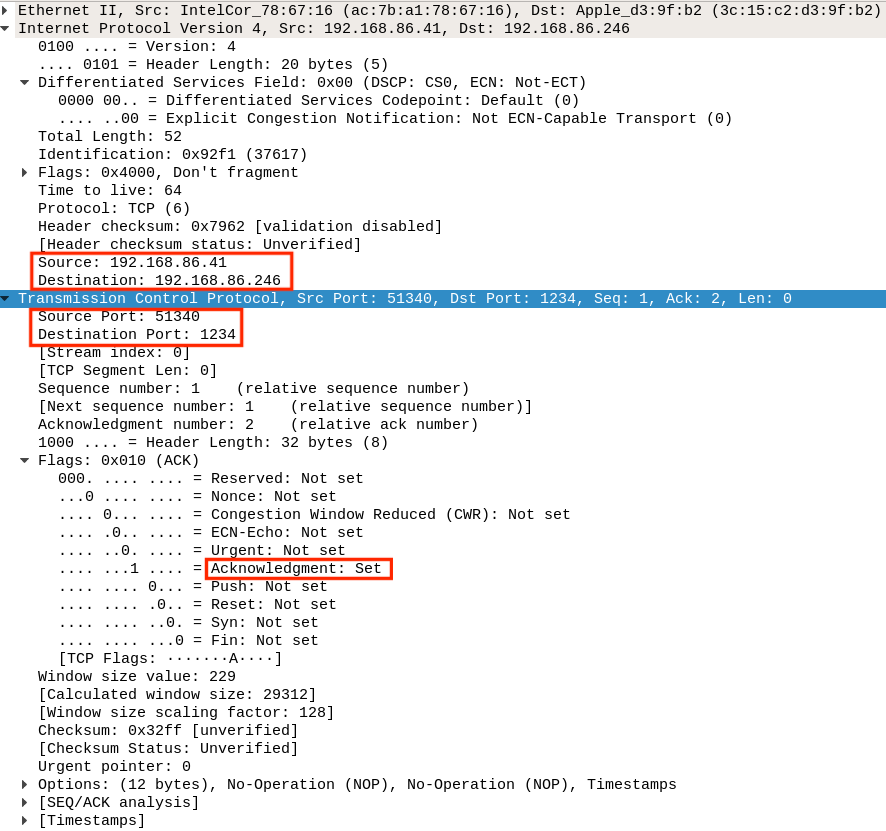 Ethernet II, Src: IntelCor_78:67:16 (ac:7b:a1:78:67:16), Dst: Apple_d3:9f:b2 (3c:15:c2:d3:9f:b2)
Internet Protocol Version 4, Src: 192.168.86.41, Dst: 192.168.86.246
0100 .... = Version: 4
.... 0101 = Header Length: 20 bytes (5)
Differentiated Services Field: 0x00 (DSCP: CS0, ECN: Not-ECT)
0000 00.. = Differentiated Services Codepoint: Default (0)
.... ..00 = Explicit Congestion Notification: Not ECN-Capable Transport (0)
Total Length: 52
Identification: 0x92f1 (37617)
Flags: 0x4000, Don't fragment
Time to live: 64
Protocol: TCP (6)
Header checksum: 0x7962 [validation disabled]
[Header checksum status: Unverified]
Source: 192.168.86.41
Destination: 192.168.86.246
Transmission Control Protocol, Src Port: 51340, Dst Port: 1234, Seq: 1, Ack: 2, Len: 0
Source Port: 51340
Destination Port: 1234
[Stream index: 0]
[TCP Segment Len: 0]
Sequence number: 1    (relative sequence number)
[Next sequence number: 1    (relative sequence number)]
Acknowledgment number: 2    (relative ack number)
1000 .... = Header Length: 32 bytes (8)
Flags: 0x010 (ACK)
000. .... .... = Reserved: Not set
...0 .... .... = Nonce: Not set
.... 0... .... = Congestion Window Reduced (CWR): Not set
.... .0.. .... = ECN-Echo: Not set
.... ..0. .... = Urgent: Not set
.... ...1 .... = Acknowledgment: Set
.... .... 0... = Push: Not set
.... .... .0.. = Reset: Not set
.... .... ..0. = Syn: Not set
.... .... ...0 = Fin: Not set
[TCP Flags: ·······A····]
Window size value: 229
[Calculated window size: 29312]
[Window size scaling factor: 128]
Checksum: 0x32ff [unverified]
[Checksum Status: Unverified]
Urgent pointer: 0
Options: (12 bytes), No-Operation (NOP), No-Operation (NOP), Timestamps
[SEQ/ACK analysis]
[Timestamps]